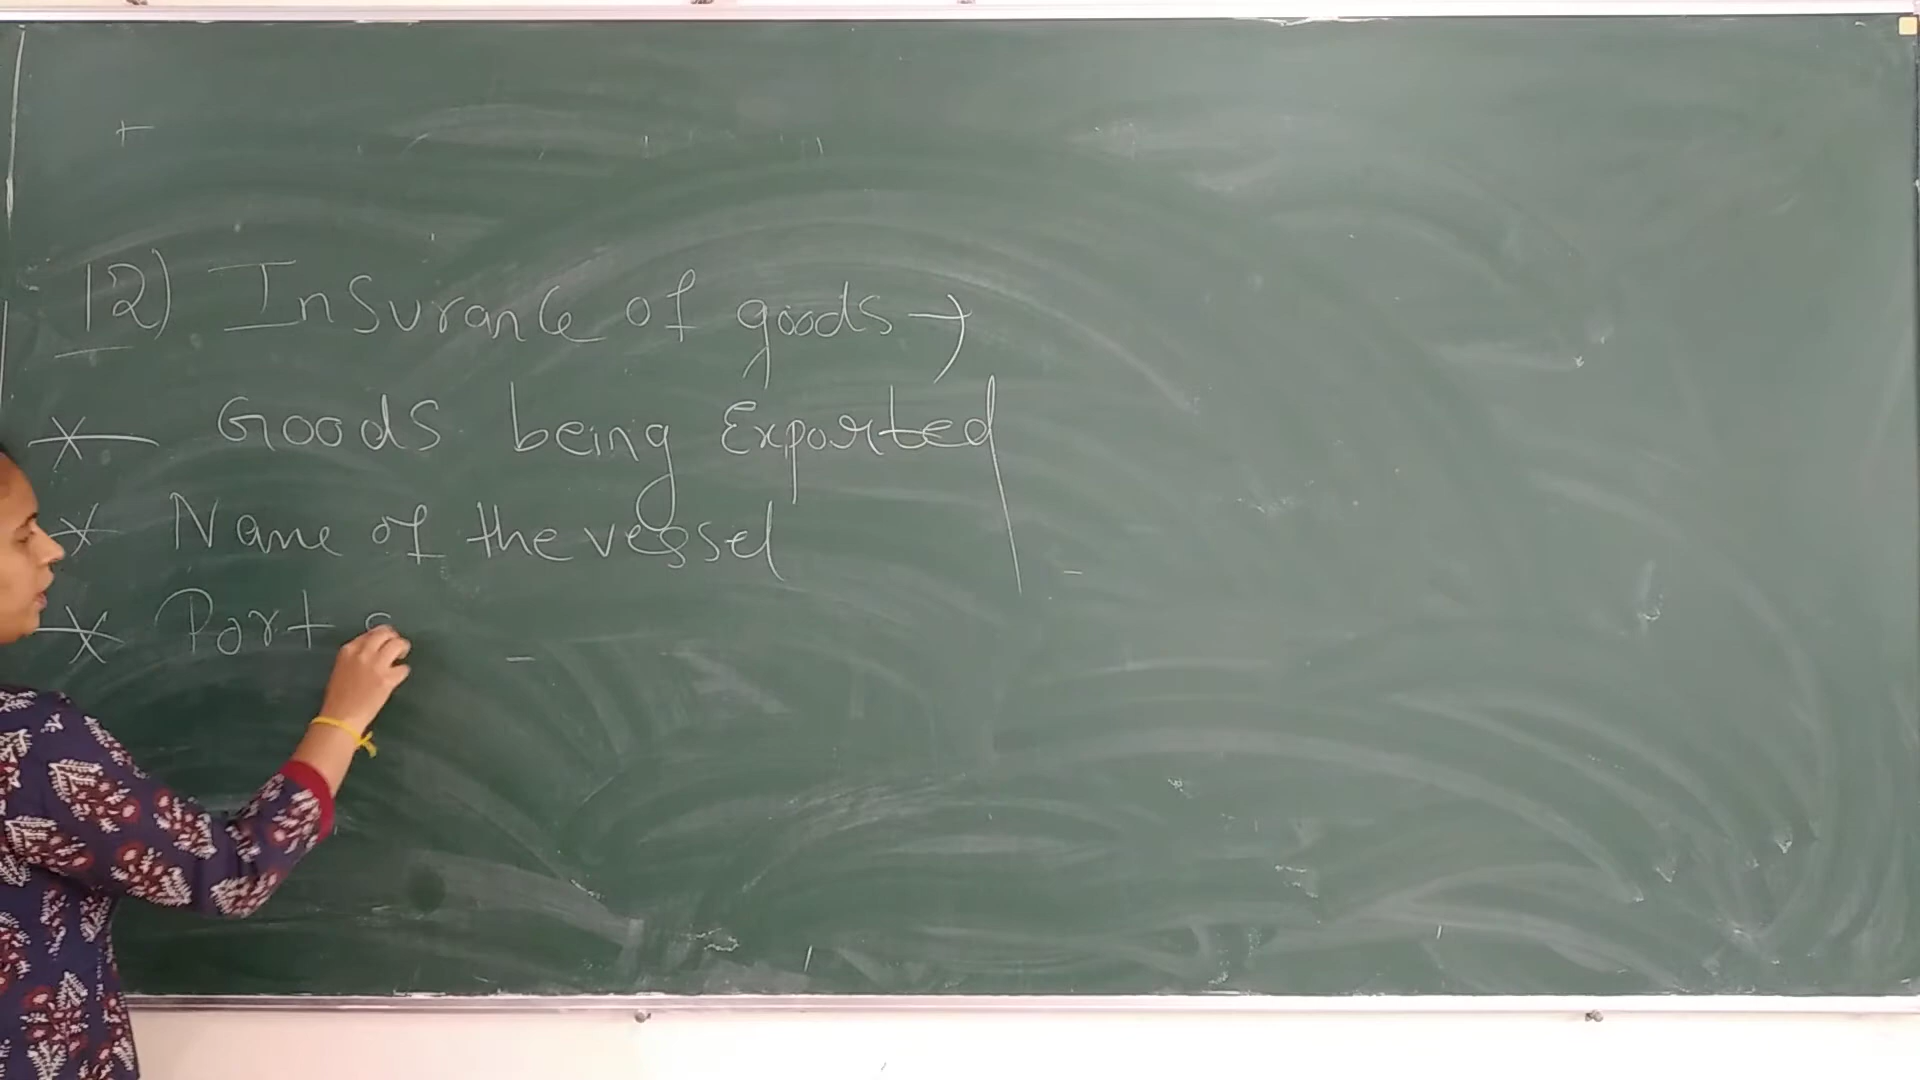 12) Insurance of goods →
* Goods being Exported
* Name of the vessel
* Port